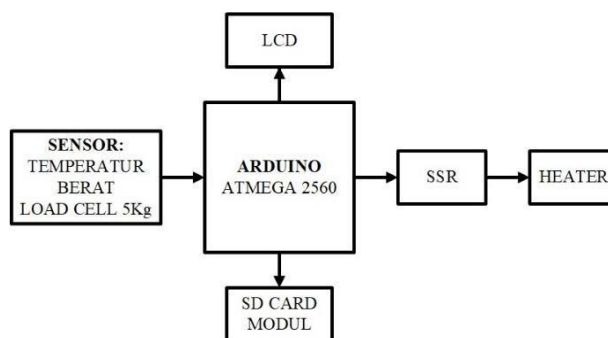 LCD
SENSOR:
TEMPERATUR
BERAT
LOAD CELL 5Kg
ARDUINO
ATMEGA 2560
SSR
HEATER
SD CARD
MODUL